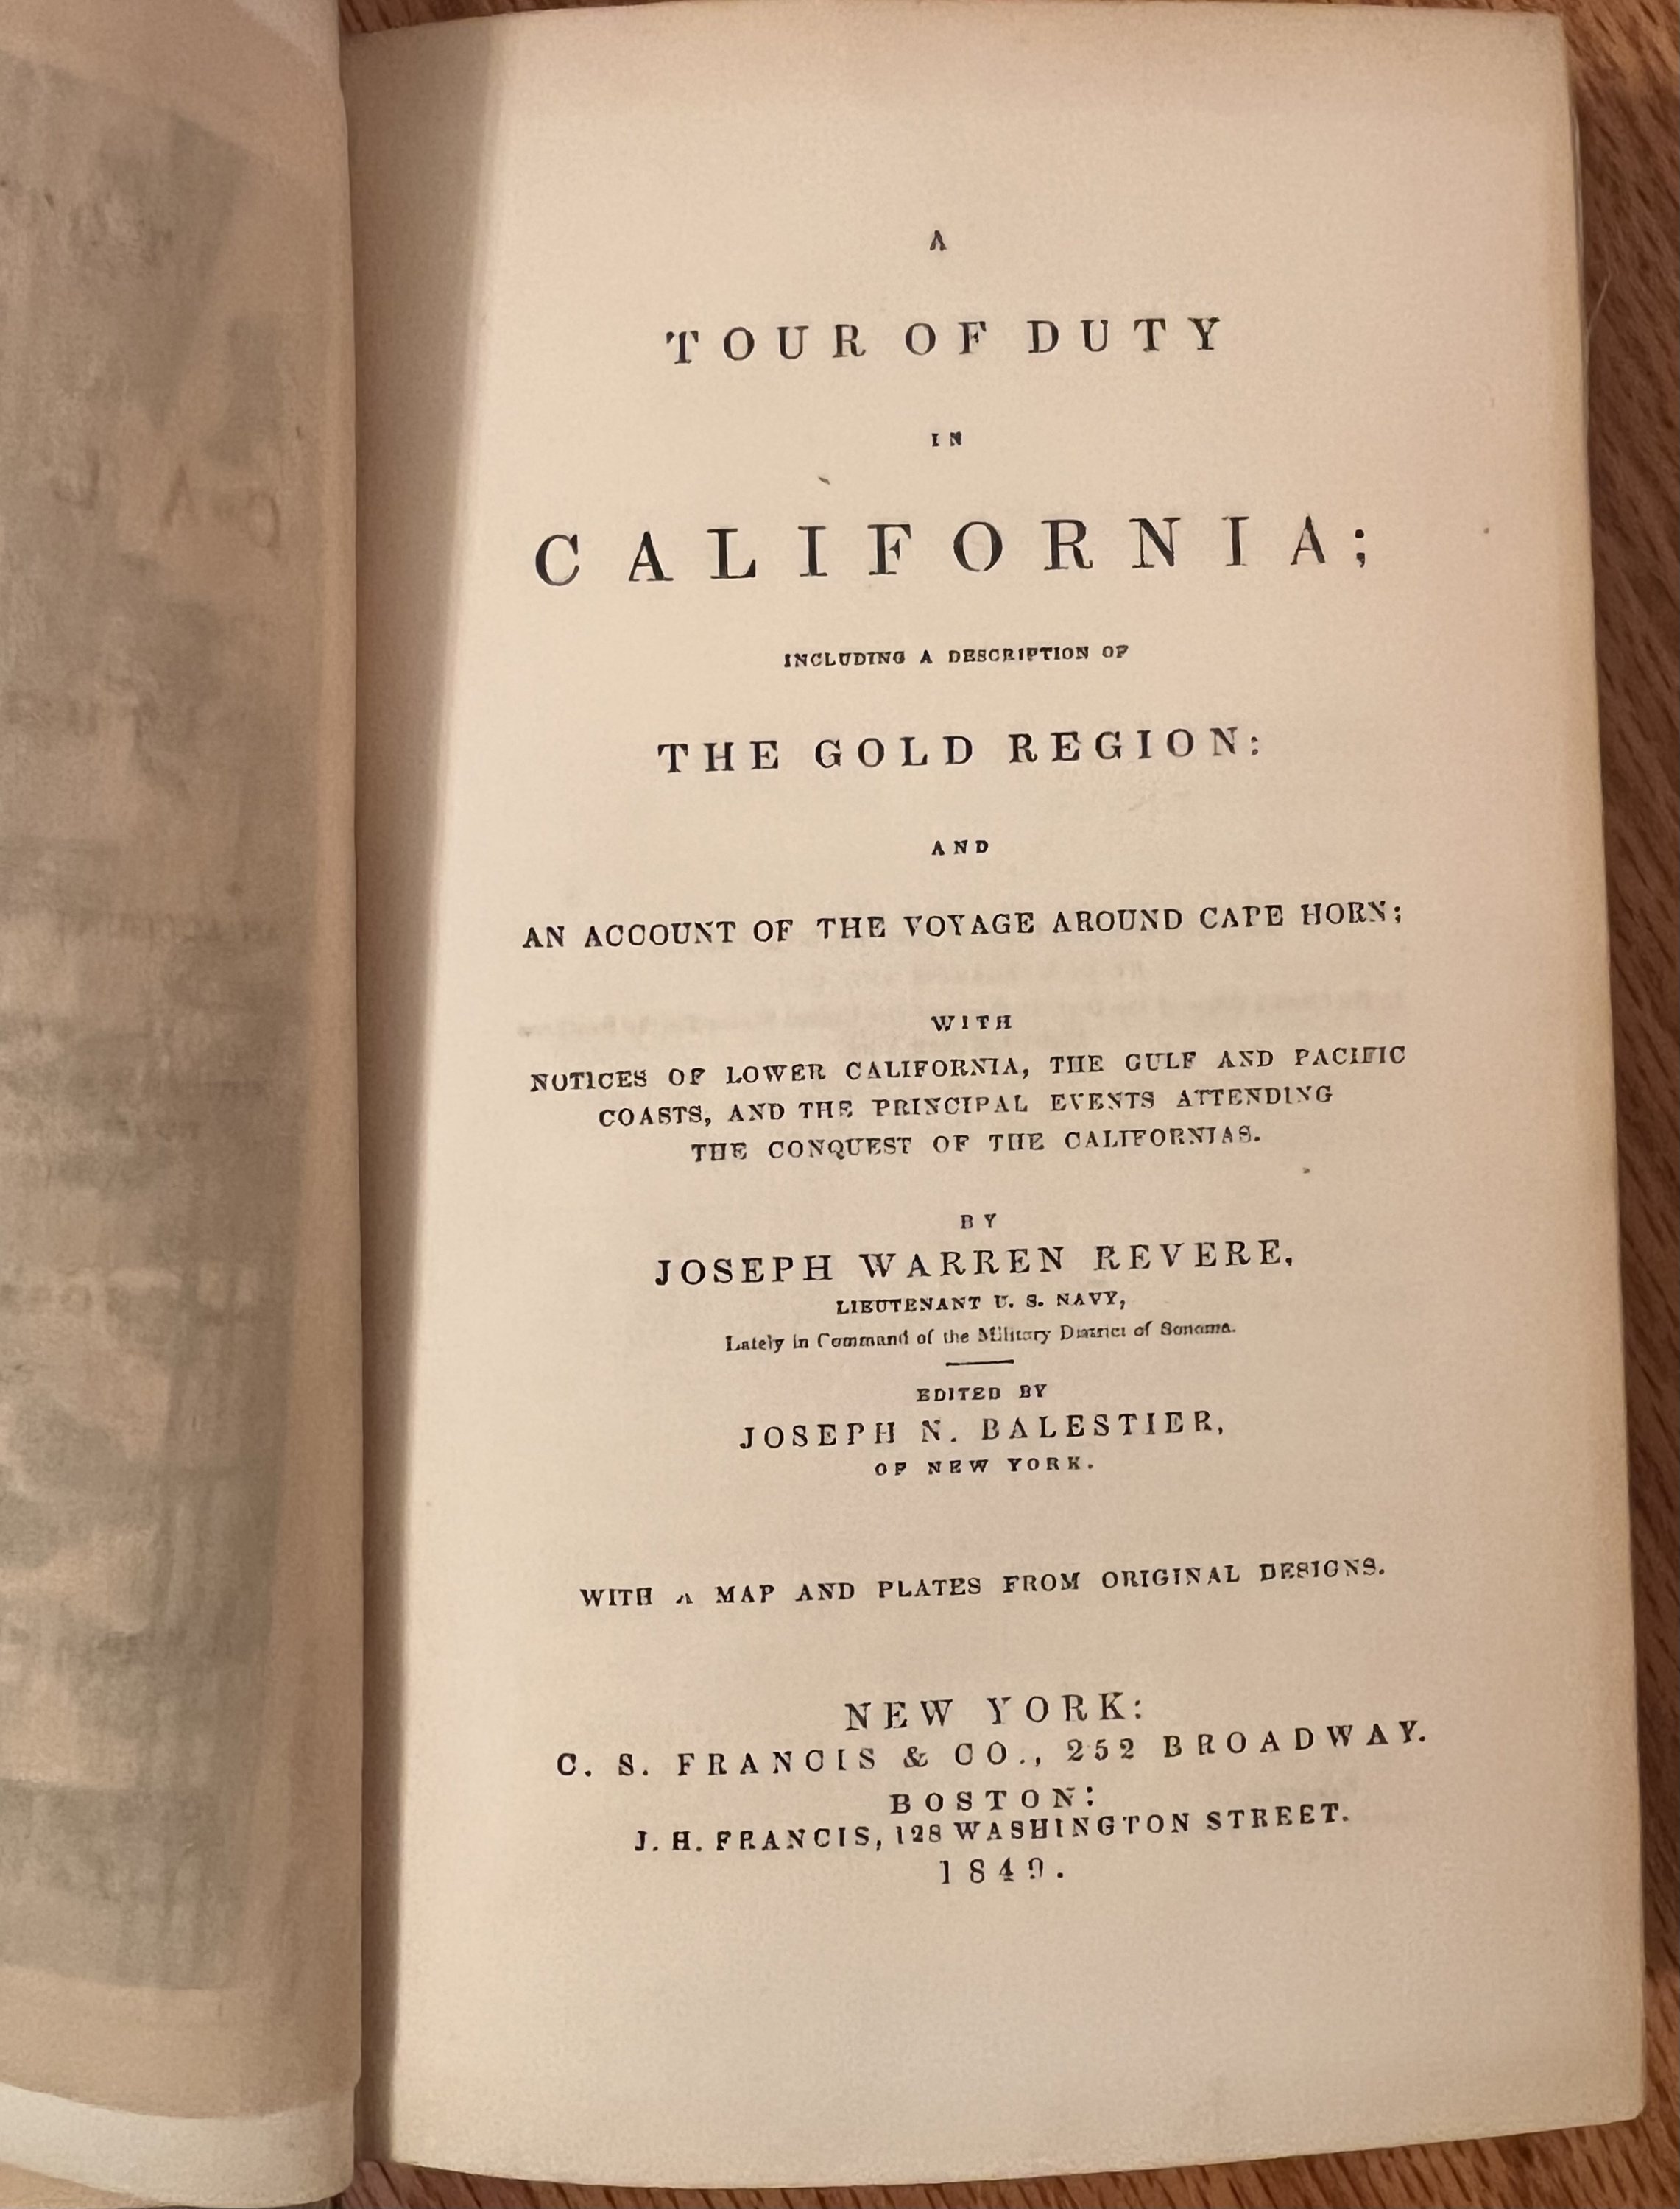 A
TOUR OF DUTY
IN
CALIFORNIA;
INCLUDING A DESCRIPTION OF
THE GOLD REGION:
AND
AN ACCOUNT OF THE VOYAGE AROUND CAPE HORN;
WITH
NOTICES OF LOWER CALIFORNIA, THE GULF AND PACIFIC
COASTS, AND THE PRINCIPAL EVENTS ATTENDING
THE CONQUEST OF THE CALIFORNIAS.
BY
JOSEPH WARREN REVERE,
LIEUTENANT U. S. NAVY,
Lately in Command of the Military District of Sonoma.
EDITED BY
JOSEPH N. BALESTIER,
OF NEW YORK.
WITH A MAP AND PLATES FROM ORIGINAL DESIGNS.
NEW YORK:
C. S. FRANCIS & CO., 252 BROADWAY.
BOSTON:
J. H. FRANCIS, 128 WASHINGTON STREET.
1849.